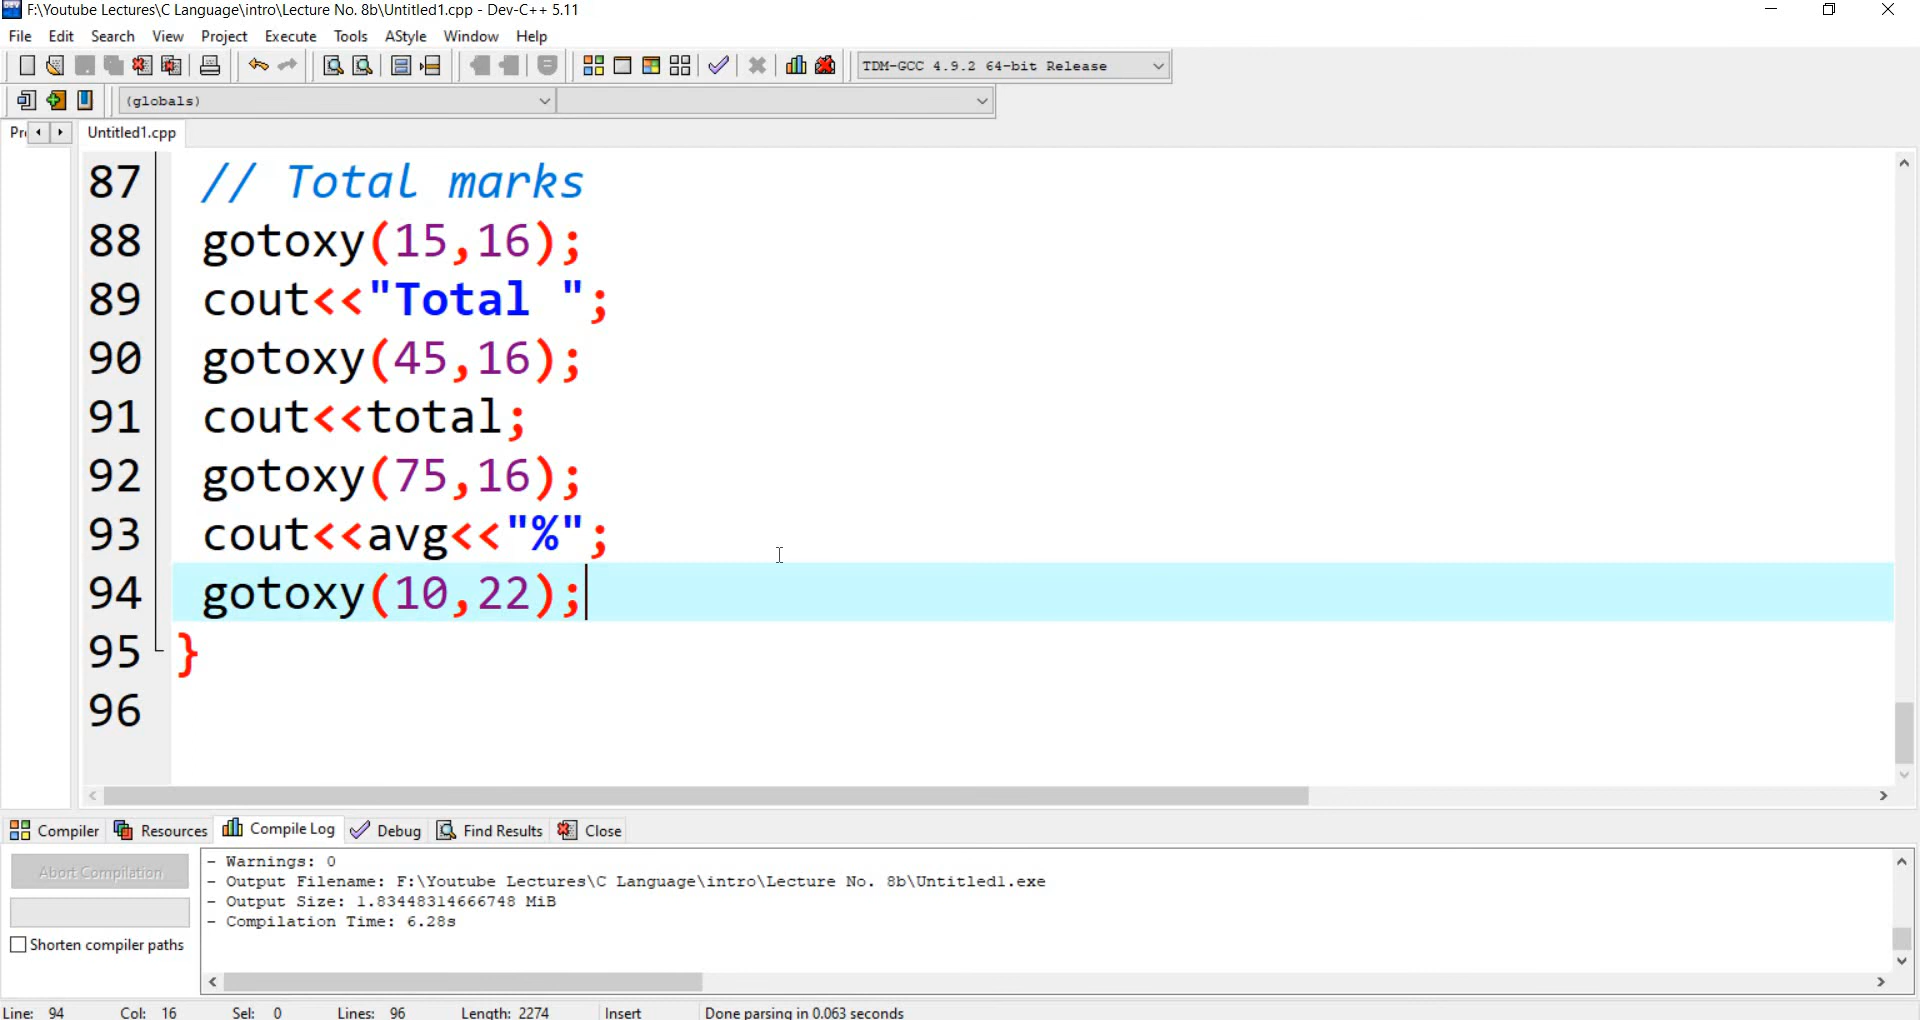 F:\Youtube Lectures\C Language\intro\Lecture No. 8b\Untitled1.cpp - Dev-C++ 5.11
File Edit Search View Project Execute Tools AStyle Window Help
TDM-GCC 4.9.2 64-bit Release
(globals)
Untitled1.cpp
87 // Total marks
88 gotoxy(15,16);
89 cout<<"Total ";
90 gotoxy(45,16);
91 cout<<total;
92 gotoxy(75,16);
93 cout<<avg<<"%";
94 gotoxy(10,22);
95 }
96
Compiler Resources Compile Log Debug Find Results Close
Abort Compilation
Shorten compiler paths
- Warnings: 0
- Output Filename: F:\Youtube Lectures\C Language\intro\Lecture No. 8b\Untitled1.exe
- Output Size: 1.83448314666748 MiB
- Compilation Time: 6.28s
Line: 94 Col: 16 Sel: 0 Lines: 96 Length: 2274 Insert Done parsing in 0.063 seconds